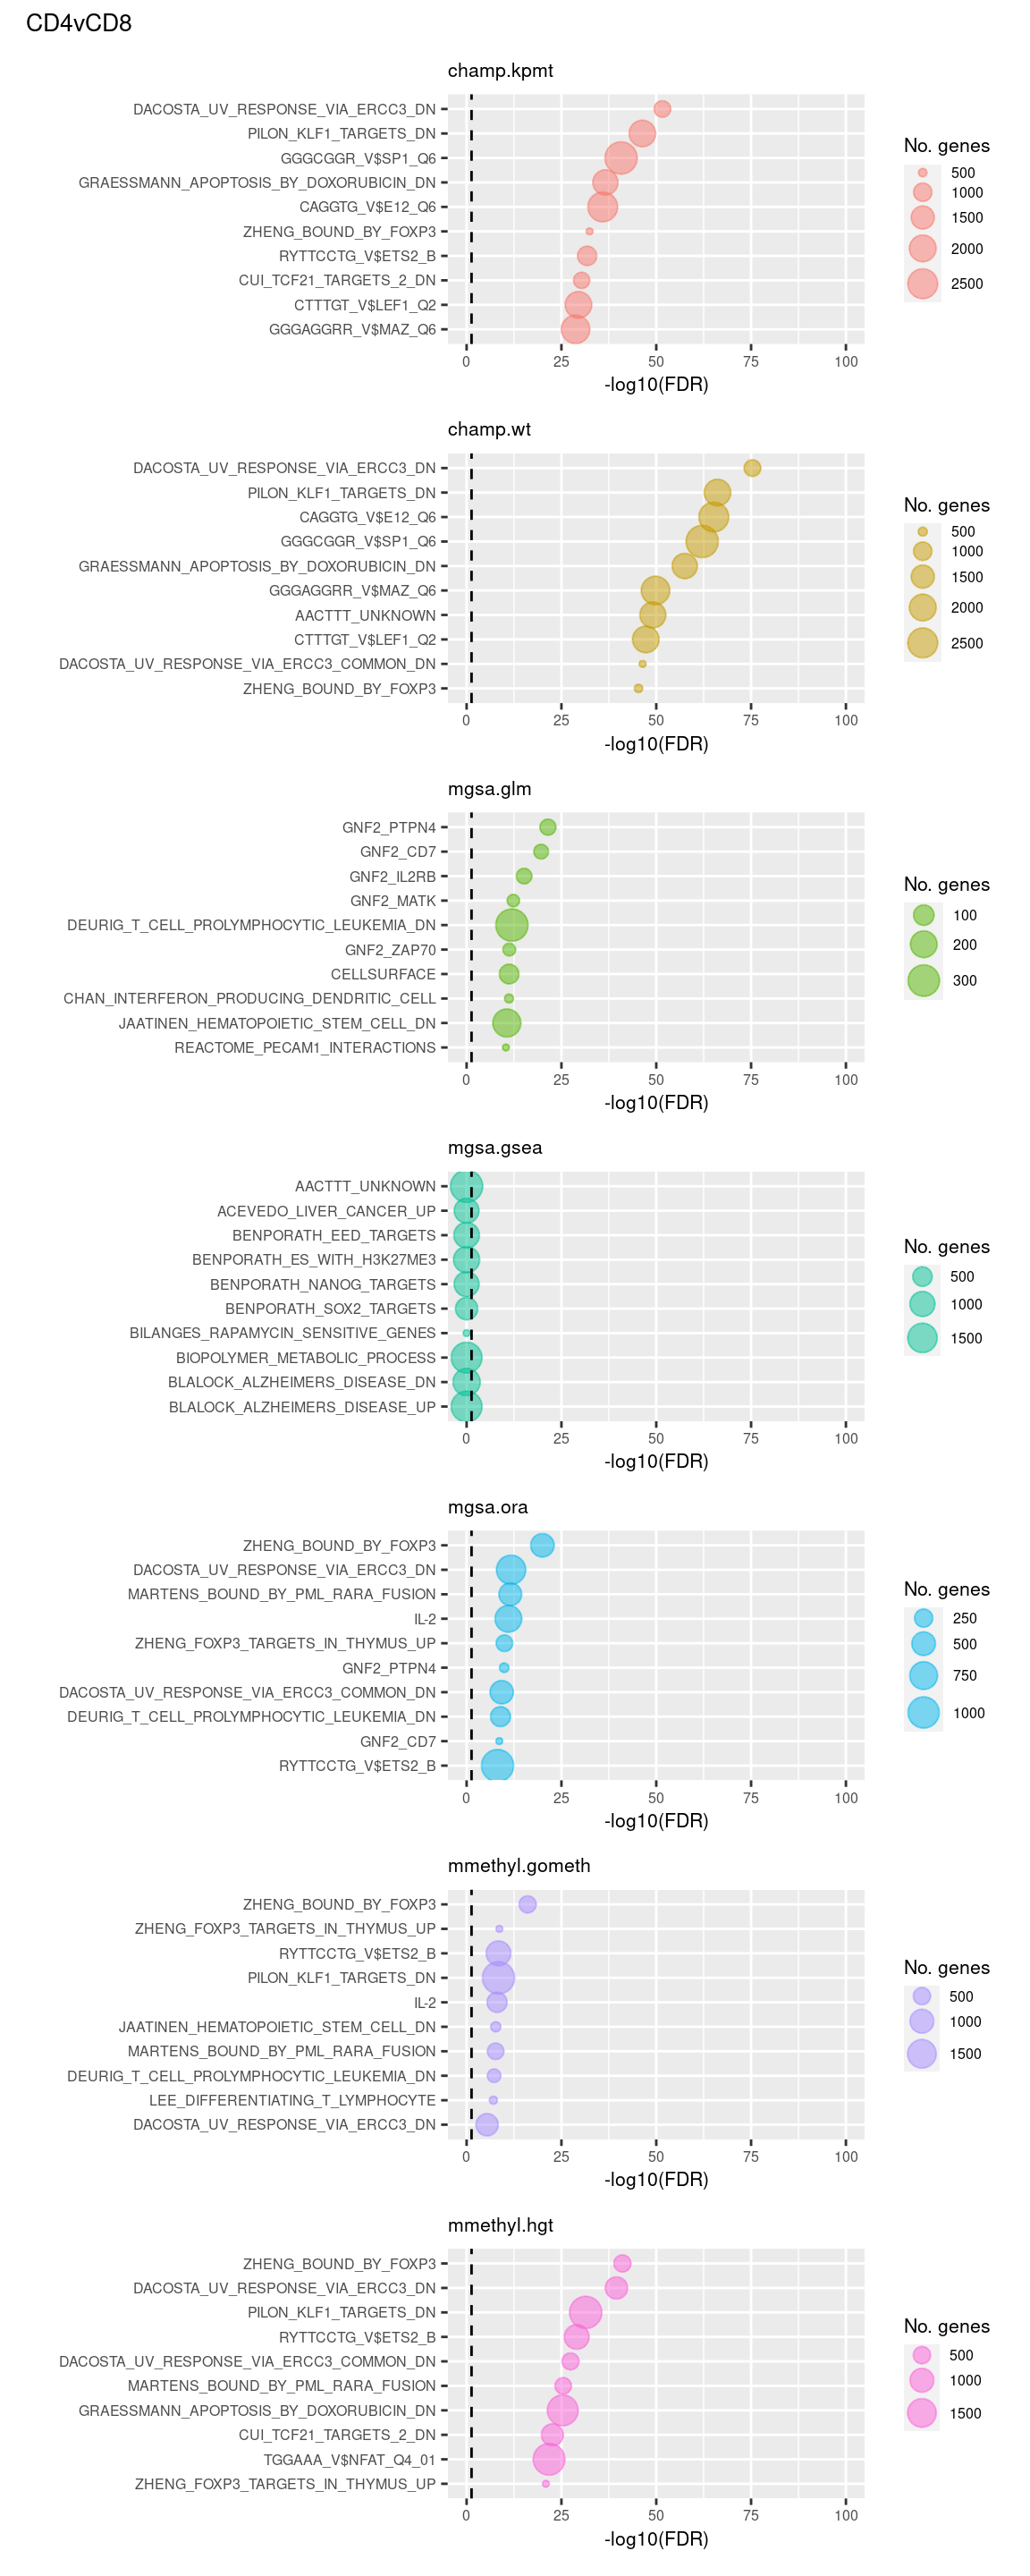 CD4vCD8
champ.kpmt
DACOSTA_UV_RESPONSE_VIA_ERCC3_DN
PILON_KLF1_TARGETS_DN
GGGCGGR_V$SP1_Q6
GRAESSMANN_APOPTOSIS_BY_DOXORUBICIN_DN
CAGGTG_V$E12_Q6
ZHENG_BOUND_BY_FOXP3
RYTTCCTG_V$ETS2_B
CUI_TCF21_TARGETS_2_DN
CTTTGT_V$LEF1_Q2
GGGAGGRR_V$MAZ_Q6
0 25 50 75 100
-log10(FDR)
No. genes
500
1000
1500
2000
2500
champ.wt
DACOSTA_UV_RESPONSE_VIA_ERCC3_DN
PILON_KLF1_TARGETS_DN
CAGGTG_V$E12_Q6
GGGCGGR_V$SP1_Q6
GRAESSMANN_APOPTOSIS_BY_DOXORUBICIN_DN
GGGAGGRR_V$MAZ_Q6
AACTTT_UNKNOWN
CTTTGT_V$LEF1_Q2
DACOSTA_UV_RESPONSE_VIA_ERCC3_COMMON_DN
ZHENG_BOUND_BY_FOXP3
0 25 50 75 100
-log10(FDR)
No. genes
500
1000
1500
2000
2500
mgsa.glm
GNF2_PTPN4
GNF2_CD7
GNF2_IL2RB
GNF2_MATK
DEURIG_T_CELL_PROLYMPHOCYTIC_LEUKEMIA_DN
GNF2_ZAP70
CELLSURFACE
CHAN_INTERFERON_PRODUCING_DENDRITIC_CELL
JAATINEN_HEMATOPOIETIC_STEM_CELL_DN
REACTOME_PECAM1_INTERACTIONS
0 25 50 75 100
-log10(FDR)
No. genes
100
200
300
mgsa.gsea
AACTTT_UNKNOWN
ACEVEDO_LIVER_CANCER_UP
BENPORATH_EED_TARGETS
BENPORATH_ES_WITH_H3K27ME3
BENPORATH_NANOG_TARGETS
BENPORATH_SOX2_TARGETS
BILANGES_RAPAMYCIN_SENSITIVE_GENES
BIOPOLYMER_METABOLIC_PROCESS
BLALOCK_ALZHEIMERS_DISEASE_DN
BLALOCK_ALZHEIMERS_DISEASE_UP
0 25 50 75 100
-log10(FDR)
No. genes
500
1000
1500
mgsa.ora
ZHENG_BOUND_BY_FOXP3
DACOSTA_UV_RESPONSE_VIA_ERCC3_DN
MARTENS_BOUND_BY_PML_RARA_FUSION
IL-2
ZHENG_FOXP3_TARGETS_IN_THYMUS_UP
GNF2_PTPN4
DACOSTA_UV_RESPONSE_VIA_ERCC3_COMMON_DN
DEURIG_T_CELL_PROLYMPHOCYTIC_LEUKEMIA_DN
GNF2_CD7
RYTTCCTG_V$ETS2_B
0 25 50 75 100
-log10(FDR)
No. genes
250
500
750
1000
mmethyl.gometh
ZHENG_BOUND_BY_FOXP3
ZHENG_FOXP3_TARGETS_IN_THYMUS_UP
RYTTCCTG_V$ETS2_B
PILON_KLF1_TARGETS_DN
IL-2
JAATINEN_HEMATOPOIETIC_STEM_CELL_DN
MARTENS_BOUND_BY_PML_RARA_FUSION
DEURIG_T_CELL_PROLYMPHOCYTIC_LEUKEMIA_DN
LEE_DIFFERENTIATING_T_LYMPHOCYTE
DACOSTA_UV_RESPONSE_VIA_ERCC3_DN
0 25 50 75 100
-log10(FDR)
No. genes
500
1000
1500
mmethyl.hgt
ZHENG_BOUND_BY_FOXP3
DACOSTA_UV_RESPONSE_VIA_ERCC3_DN
PILON_KLF1_TARGETS_DN
RYTTCCTG_V$ETS2_B
DACOSTA_UV_RESPONSE_VIA_ERCC3_COMMON_DN
MARTENS_BOUND_BY_PML_RARA_FUSION
GRAESSMANN_APOPTOSIS_BY_DOXORUBICIN_DN
CUI_TCF21_TARGETS_2_DN
TGGAAA_V$NFAT_Q4_01
ZHENG_FOXP3_TARGETS_IN_THYMUS_UP
0 25 50 75 100
-log10(FDR)
No. genes
500
1000
1500